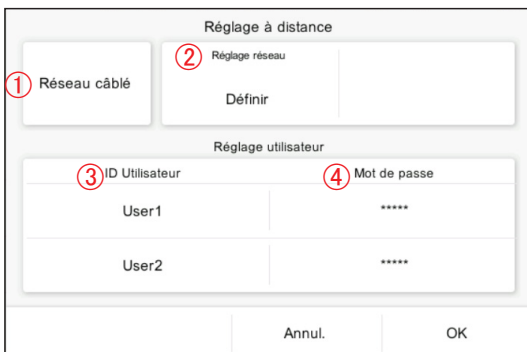 Réglage à distance
① Réseau câblé
② Réglage réseau
Définir
Réglage utilisateur
③ ID Utilisateur ④ Mot de passe
User1 *****
User2 *****
Annul. OK